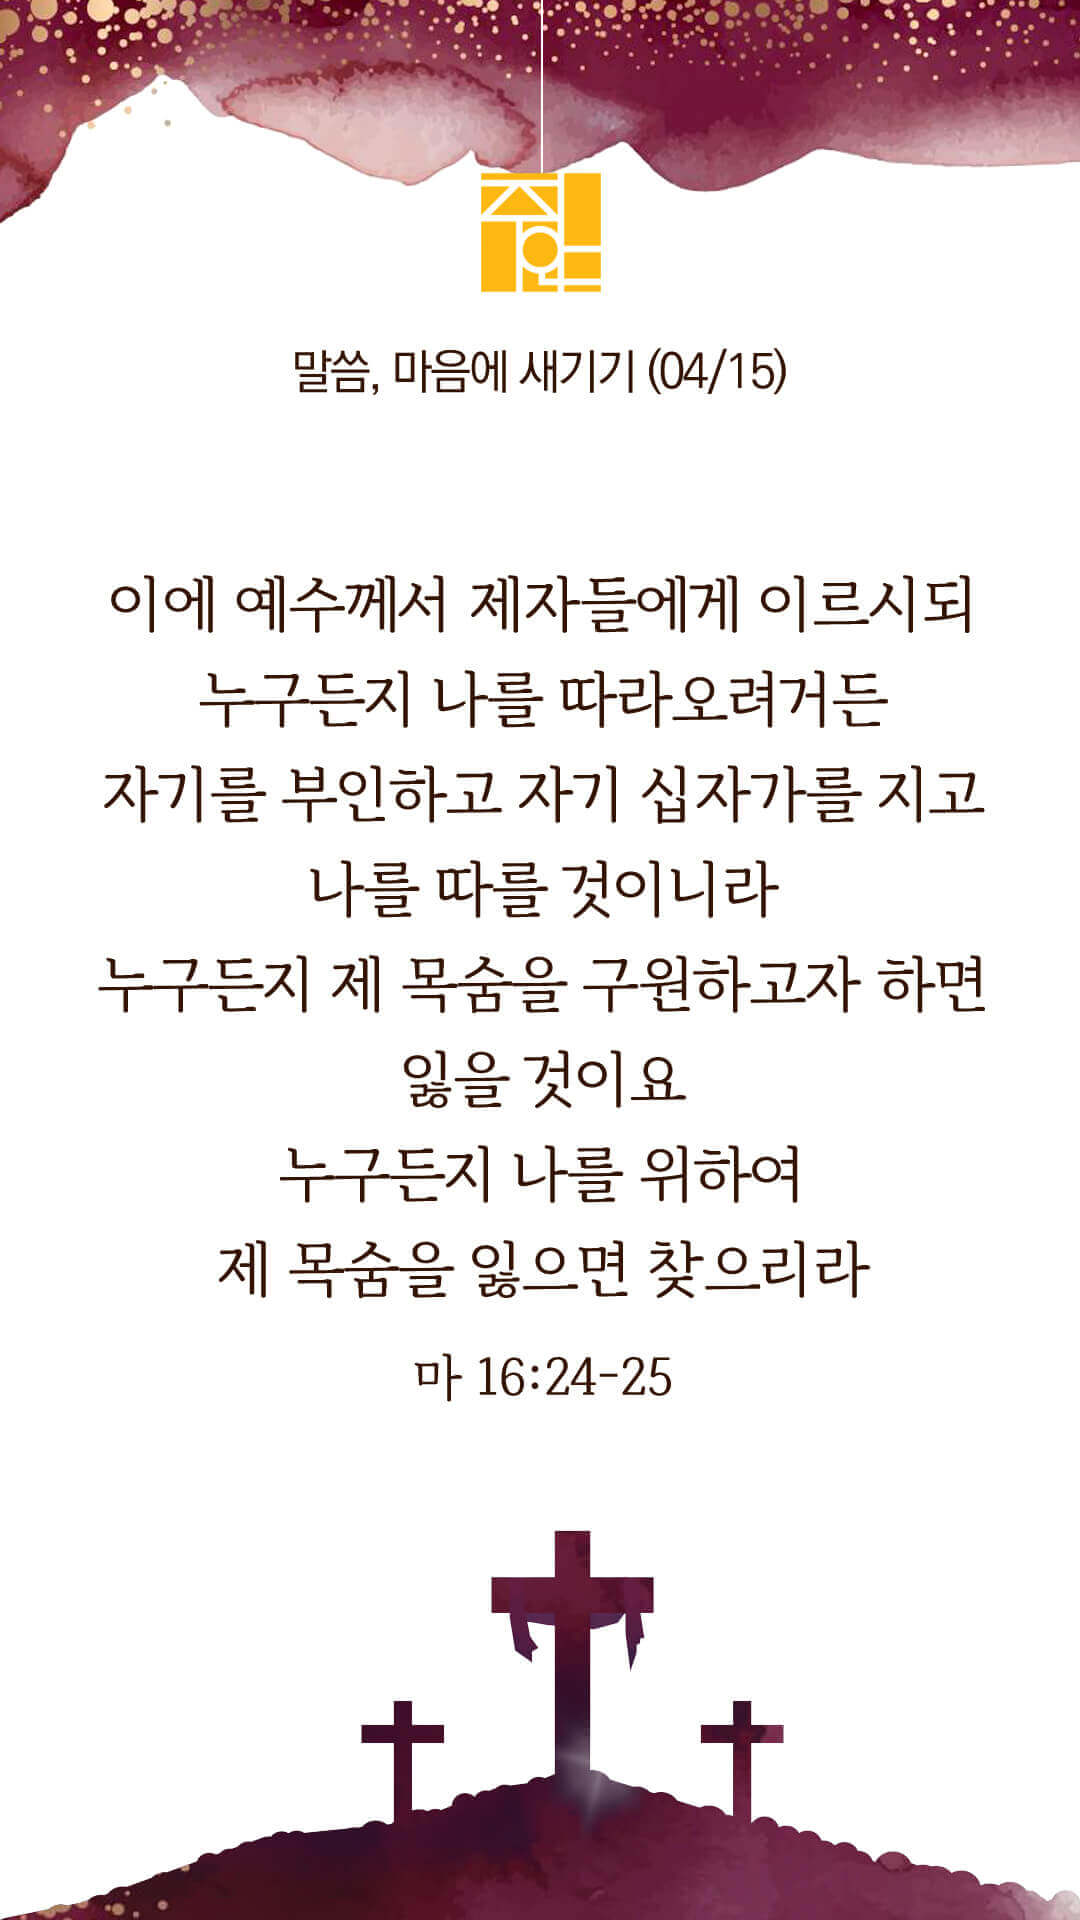 주인
말씀, 마음에 새기기 (04/15)
이에 예수께서 제자들에게 이르시되
누구든지 나를 따라오려거든
자기를 부인하고 자기 십자가를 지고
나를 따를 것이니라
누구든지 제 목숨을 구원하고자 하면
잃을 것이요
누구든지 나를 위하여
제 목숨을 잃으면 찾으리라
마 16:24-25